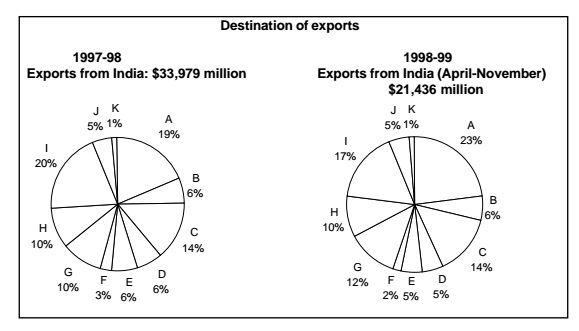 Destination of exports
1997-98
Exports from India: $33,979 million
K
1%
A
19%
B
6%
C
14%
D
6%
E
6%
F
3%
G
10%
H
10%
I
20%
J
5%
1998-99
Exports from India (April-November)
$21,436 million
K
1%
A
23%
B
6%
C
14%
D
5%
E
5%
F
2%
G
12%
H
10%
I
17%
J
5%